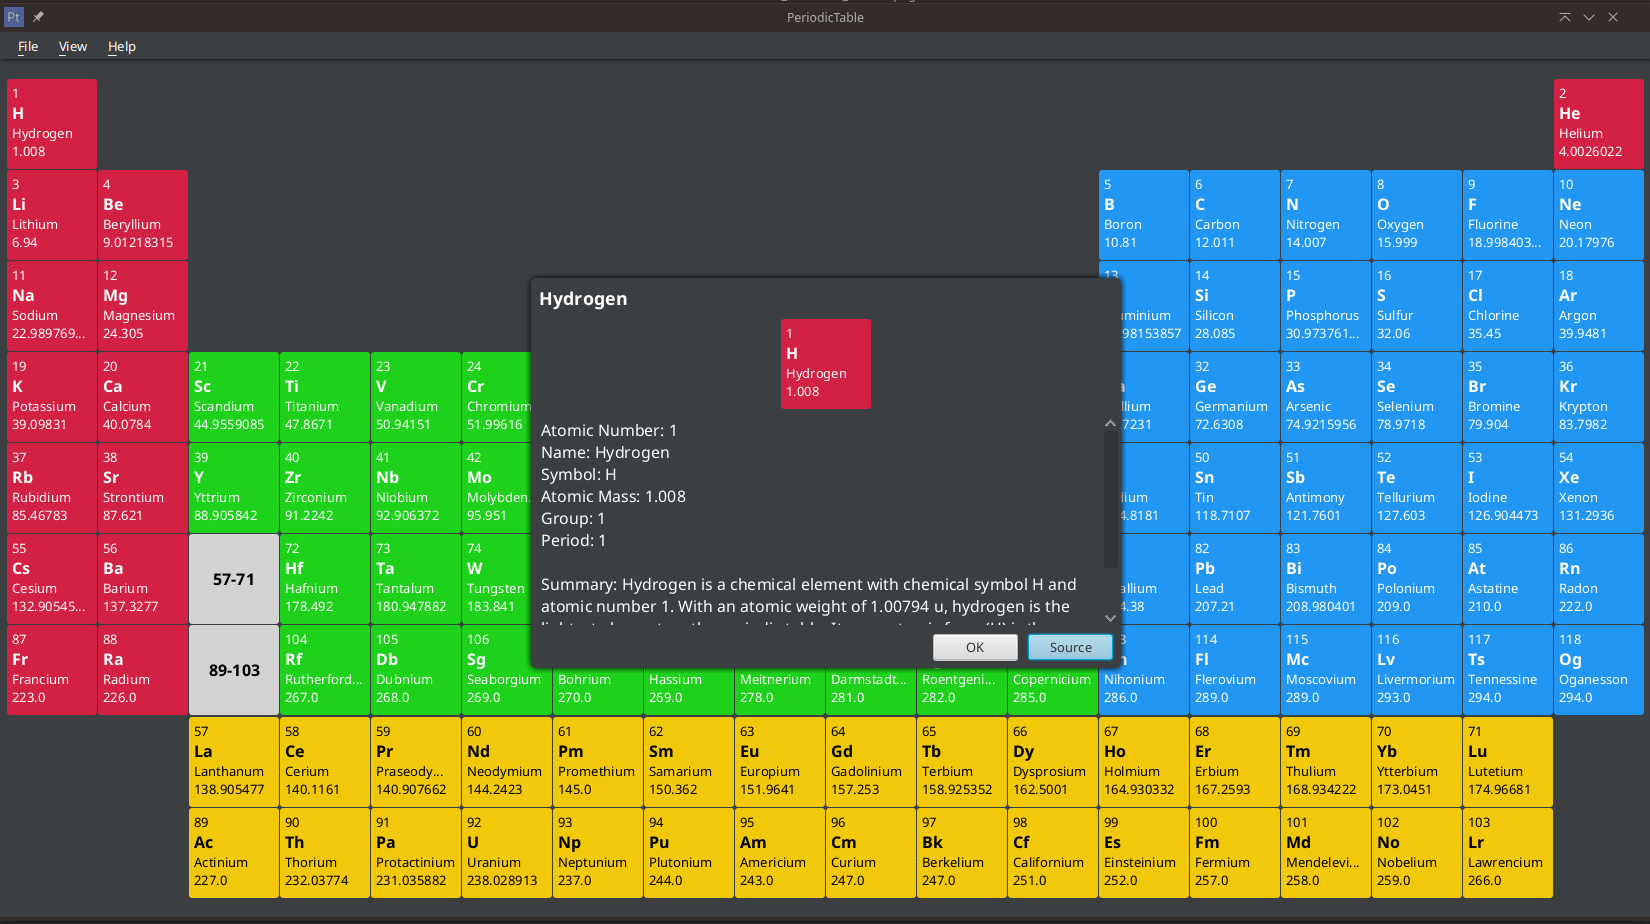 PeriodicTable
File View Help
1
H
Hydrogen
1.008
2
He
Helium
4.0026022
3
Li
Lithium
6.94
4
Be
Beryllium
9.01218315
5
B
Boron
10.81
6
C
Carbon
12.011
7
N
Nitrogen
14.007
8
O
Oxygen
15.999
9
F
Fluorine
18.998403...
10
Ne
Neon
20.17976
11
Na
Sodium
22.989769...
12
Mg
Magnesium
24.305
14
Si
Silicon
28.085
15
P
Phosphorus
30.973761...
16
S
Sulfur
32.06
17
Cl
Chlorine
35.45
18
Ar
Argon
39.9481
19
K
Potassium
39.09831
20
Ca
Calcium
40.0784
21
Sc
Scandium
44.9559085
22
Ti
Titanium
47.8671
23
V
Vanadium
50.94151
24
Cr
Chromium
51.99616
32
Ge
Germanium
72.6308
33
As
Arsenic
74.9215956
34
Se
Selenium
78.9718
35
Br
Bromine
79.904
36
Kr
Krypton
83.7982
37
Rb
Rubidium
85.46783
38
Sr
Strontium
87.621
39
Y
Yttrium
88.905842
40
Zr
Zirconium
91.2242
41
Nb
Niobium
92.906372
42
Mo
Molybden
95.951
50
Sn
Tin
118.7107
51
Sb
Antimony
121.7601
52
Te
Tellurium
127.603
53
I
Iodine
126.904473
54
Xe
Xenon
131.2936
55
Cs
Cesium
132.90545...
56
Ba
Barium
137.3277
57-71
72
Hf
Hafnium
178.492
73
Ta
Tantalum
180.947882
74
W
Tungsten
183.841
82
Pb
Lead
207.21
83
Bi
Bismuth
208.980401
84
Po
Polonium
209.0
85
At
Astatine
210.0
86
Rn
Radon
222.0
87
Fr
Francium
223.0
88
Ra
Radium
226.0
89-103
104
Rf
Rutherford...
267.0
105
Db
Dubnium
268.0
106
Sg
Seaborgium
269.0
Bohrium
270.0
Hassium
269.0
Meitnerium
278.0
Darmstadt...
281.0
Roentgeni...
282.0
Copernicium
285.0
Nihonium
286.0
114
Fl
Flerovium
289.0
115
Mc
Moscovium
289.0
116
Lv
Livermorium
293.0
117
Ts
Tennessine
294.0
118
Og
Oganesson
294.0
57
La
Lanthanum
138.905477
58
Ce
Cerium
140.1161
59
Pr
Praseody...
140.907662
60
Nd
Neodymium
144.2423
61
Pm
Promethium
145.0
62
Sm
Samarium
150.362
63
Eu
Europium
151.9641
64
Gd
Gadolinium
157.253
65
Tb
Terbium
158.925352
66
Dy
Dysprosium
162.5001
67
Ho
Holmium
164.930332
68
Er
Erbium
167.2593
69
Tm
Thulium
168.934222
70
Yb
Ytterbium
173.0451
71
Lu
Lutetium
174.96681
89
Ac
Actinium
227.0
90
Th
Thorium
232.03774
91
Pa
Protactinium
231.035882
92
U
Uranium
238.028913
93
Np
Neptunium
237.0
94
Pu
Plutonium
244.0
95
Am
Americium
243.0
96
Cm
Curium
247.0
97
Bk
Berkelium
247.0
98
Cf
Californium
251.0
99
Es
Einsteinium
252.0
100
Fm
Fermium
257.0
101
Md
Mendelevi...
258.0
102
No
Nobelium
259.0
103
Lr
Lawrencium
266.0
Hydrogen
1
H
Hydrogen
1.008
Atomic Number: 1
Name: Hydrogen
Symbol: H
Atomic Mass: 1.008
Group: 1
Period: 1
Summary: Hydrogen is a chemical element with chemical symbol H and
atomic number 1. With an atomic weight of 1.00794 u, hydrogen is the
OK
Source